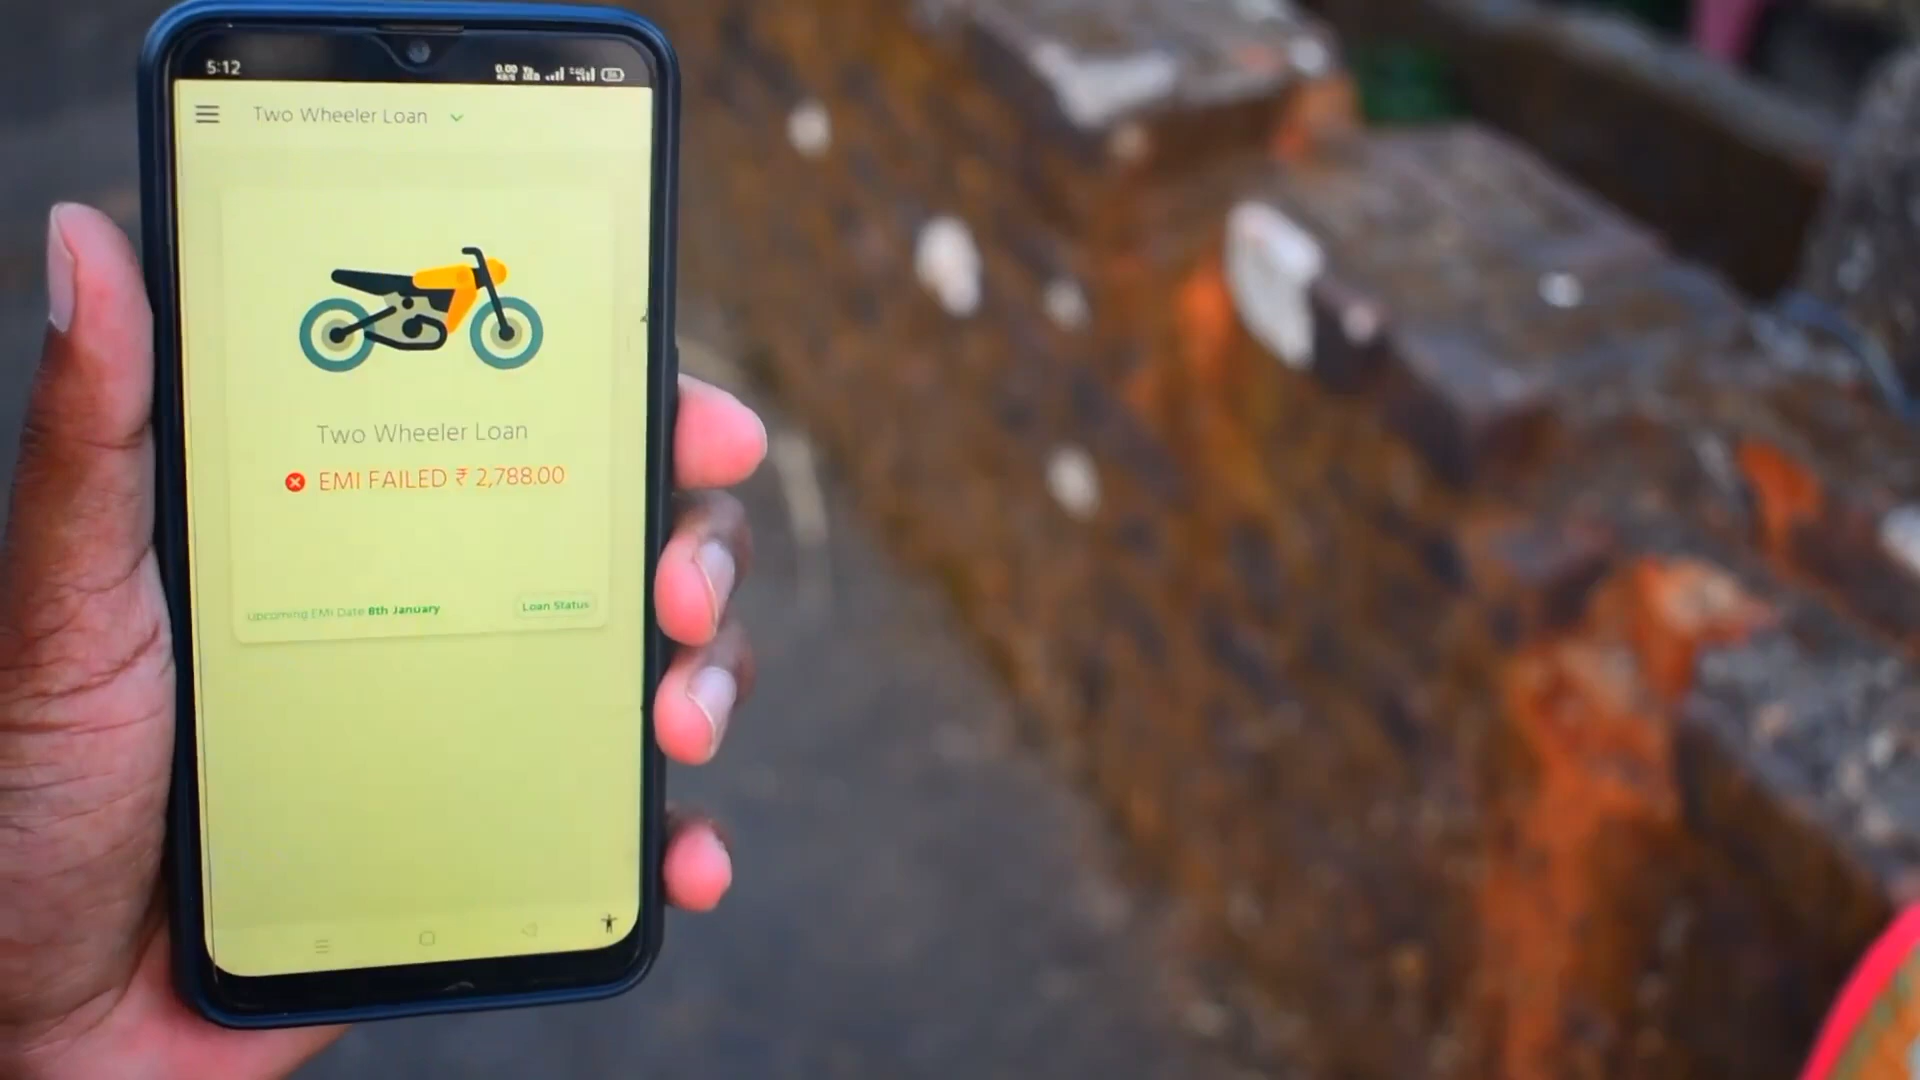 5:12
Two Wheeler Loan
Two Wheeler Loan
EMI FAILED ₹ 2,788.00
Upcoming EMI Date 8th January
Loan Status